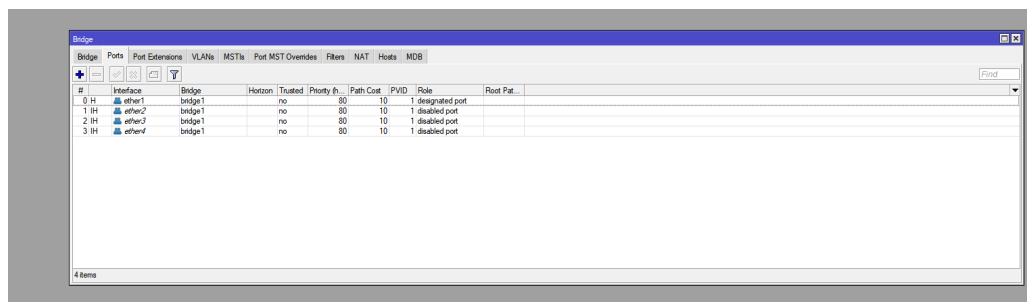 Bridge
Bridge Ports Port Extensions VLANs MSTIs Port MST Overrides Filters NAT Hosts MDB
Find
# Interface Bridge Horizon Trusted Priority (h... Path Cost PVID Role Root Pat...
0 H ether1 bridge1 no 80 10 1 designated port
1 IH ether2 bridge1 no 80 10 1 disabled port
2 IH ether3 bridge1 no 80 10 1 disabled port
3 IH ether4 bridge1 no 80 10 1 disabled port
4 items